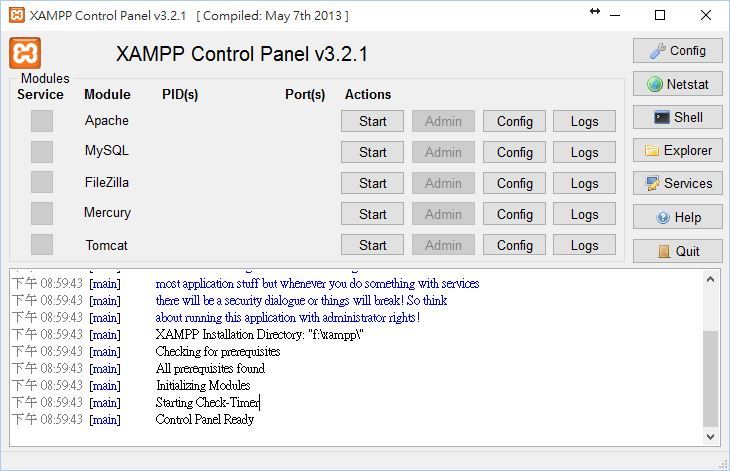 XAMPP Control Panel v3.2.1 [ Compiled: May 7th 2013 ]
XAMPP Control Panel v3.2.1
Config
Modules
Service Module PID(s) Port(s) Actions
Netstat
Apache Start Admin Config Logs
Shell
MySQL Start Admin Config Logs
Explorer
FileZilla Start Admin Config Logs
Services
Mercury Start Admin Config Logs
Help
Tomcat Start Admin Config Logs
Quit
下午 08:59:43 [main] most application stuff but whenever you do something with services
下午 08:59:43 [main] there will be a security dialogue or things will break! So think
下午 08:59:43 [main] about running this application with administrator rights!
下午 08:59:43 [main] XAMPP Installation Directory: "f:\xampp\"
下午 08:59:43 [main] Checking for prerequisites
下午 08:59:43 [main] All prerequisites found
下午 08:59:43 [main] Initializing Modules
下午 08:59:43 [main] Starting Check-Timer
下午 08:59:43 [main] Control Panel Ready